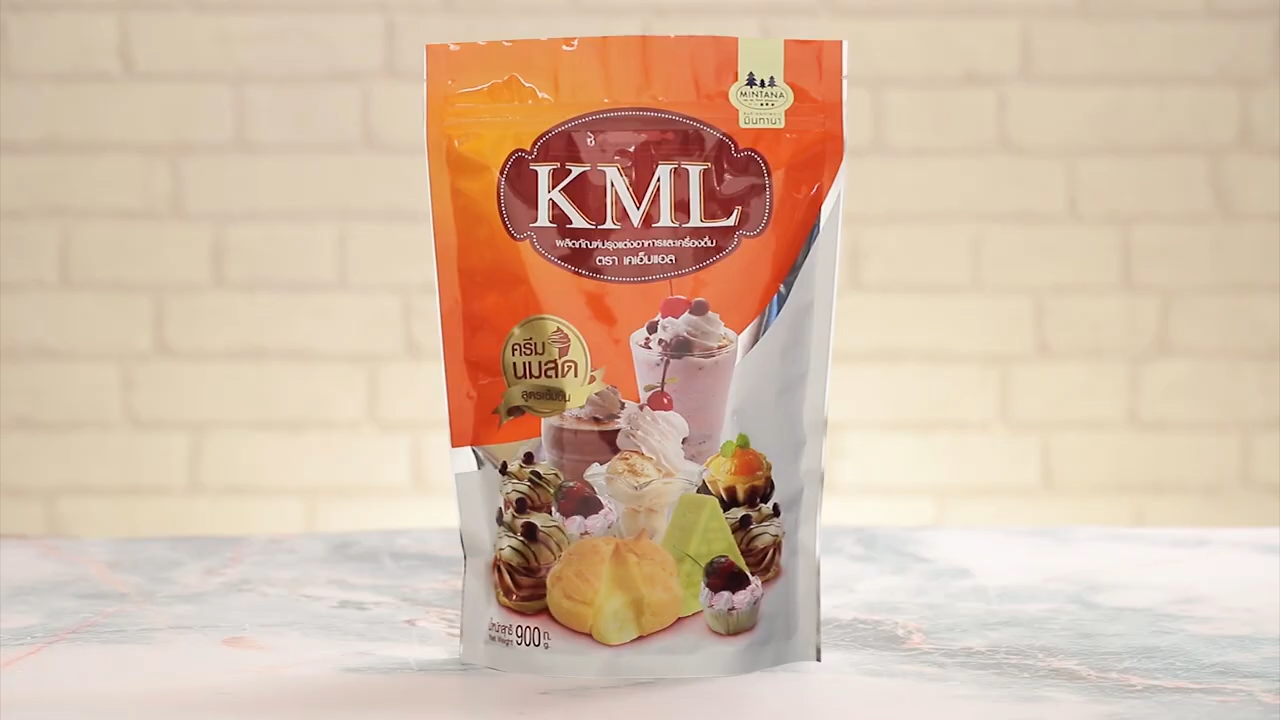 MINTANA
มินทานา
KML
ผลิตภัณฑ์ปรุงแต่งอาหารและเครื่องดื่ม
ตรา เคเอ็มแอล
ครีม
นมสด
สูตรเข้มข้น
น้ำหนักสุทธิ 900 ก.
Net Weight g.